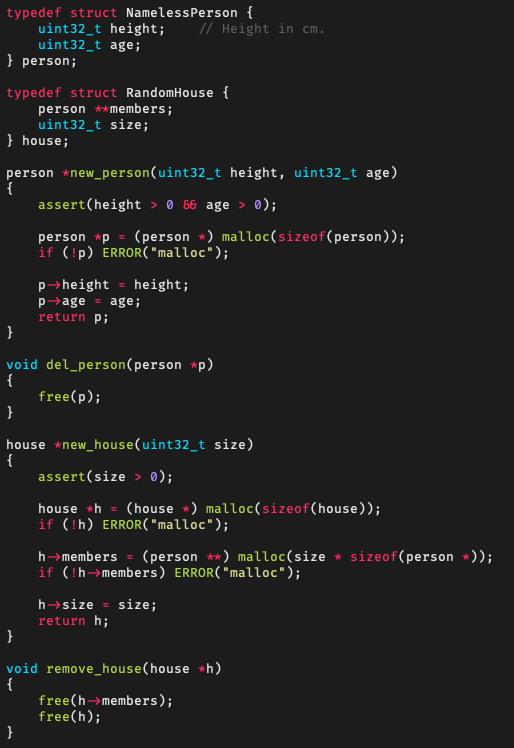 typedef struct NamelessPerson {
    uint32_t height;    // Height in cm.
    uint32_t age;
} person;

typedef struct RandomHouse {
    person **members;
    uint32_t size;
} house;

person *new_person(uint32_t height, uint32_t age)
{
    assert(height > 0 && age > 0);

    person *p = (person *) malloc(sizeof(person));
    if (!p) ERROR("malloc");

    p->height = height;
    p->age = age;
    return p;
}

void del_person(person *p)
{
    free(p);
}

house *new_house(uint32_t size)
{
    assert(size > 0);

    house *h = (house *) malloc(sizeof(house));
    if (!h) ERROR("malloc");

    h->members = (person **) malloc(size * sizeof(person *));
    if (!h->members) ERROR("malloc");

    h->size = size;
    return h;
}

void remove_house(house *h)
{
    free(h->members);
    free(h);
}